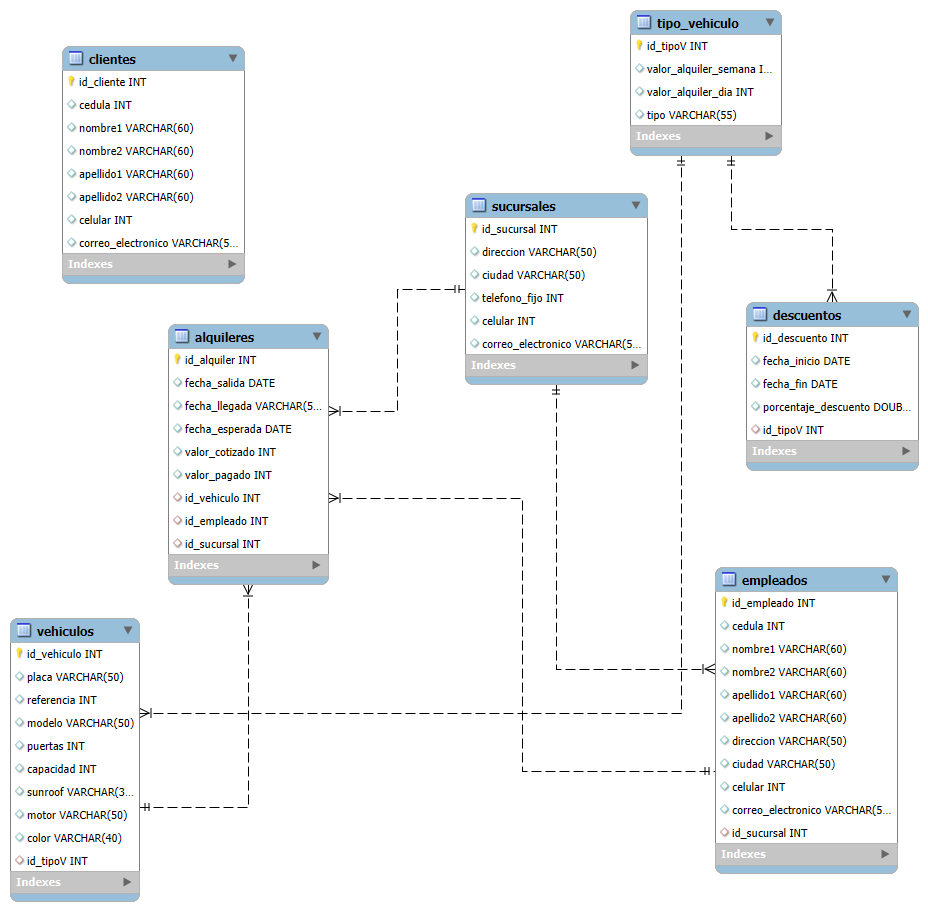 clientes
id_cliente INT
cedula INT
nombre1 VARCHAR(60)
nombre2 VARCHAR(60)
apellido1 VARCHAR(60)
apellido2 VARCHAR(60)
celular INT
correo_electronico VARCHAR(5...
Indexes
tipo_vehiculo
id_tipoV INT
valor_alquiler_semana I...
valor_alquiler_dia INT
tipo VARCHAR(55)
Indexes
sucursales
id_sucursal INT
direccion VARCHAR(50)
ciudad VARCHAR(50)
telefono_fijo INT
celular INT
correo_electronico VARCHAR(5...
Indexes
descuentos
id_descuento INT
fecha_inicio DATE
fecha_fin DATE
porcentaje_descuento DOUB...
id_tipoV INT
Indexes
alquileres
id_alquiler INT
fecha_salida DATE
fecha_llegada VARCHAR(5...
fecha_esperada DATE
valor_cotizado INT
valor_pagado INT
id_vehiculo INT
id_empleado INT
id_sucursal INT
Indexes
vehiculos
id_vehiculo INT
placa VARCHAR(50)
referencia INT
modelo VARCHAR(50)
puertas INT
capacidad INT
sunroof VARCHAR(3...
motor VARCHAR(50)
color VARCHAR(40)
id_tipoV INT
Indexes
empleados
id_empleado INT
cedula INT
nombre1 VARCHAR(60)
nombre2 VARCHAR(60)
apellido1 VARCHAR(60)
apellido2 VARCHAR(60)
direccion VARCHAR(50)
ciudad VARCHAR(50)
celular INT
correo_electronico VARCHAR(5...
id_sucursal INT
Indexes